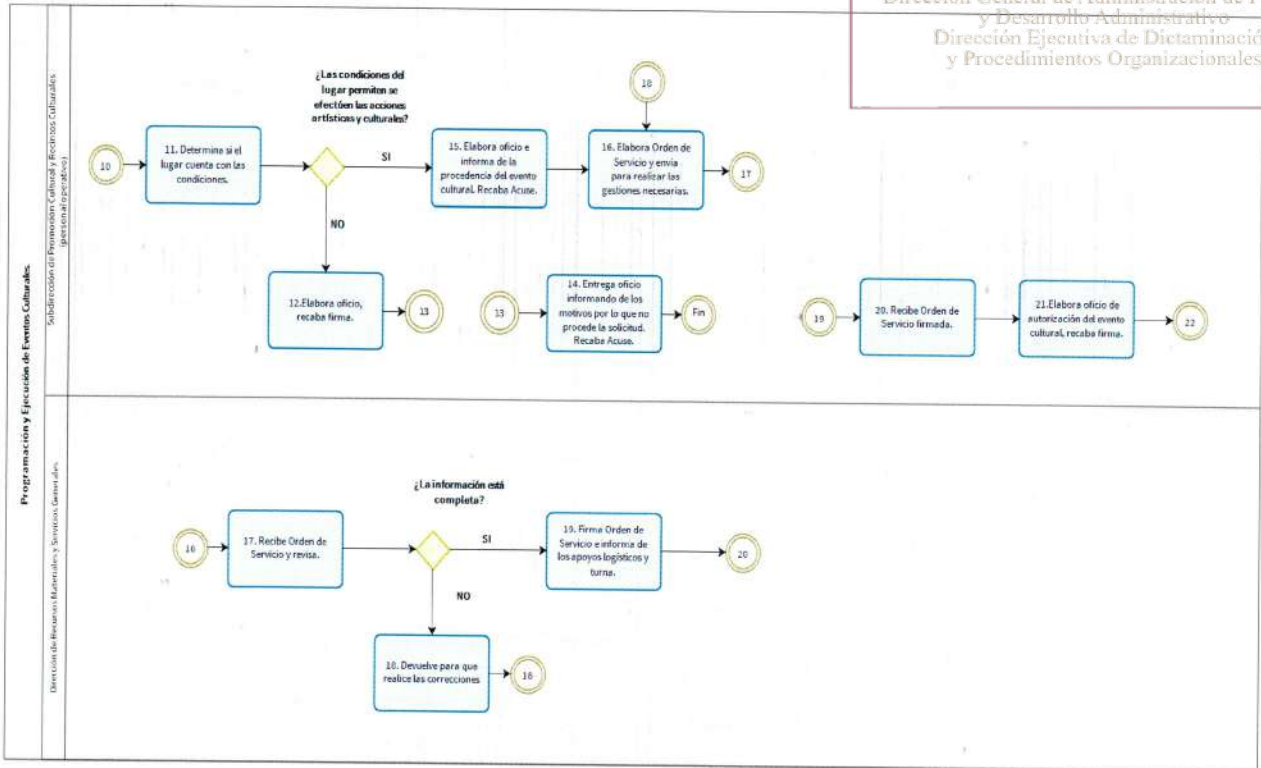 Dirección General de Administración de
y Desarrollo Administrativo
Dirección Ejecutiva de Dictaminació
y Procedimientos Organizacionales
Programación y Ejecución de Eventos Culturales.
Subdirección de Promoción Cultural y Recintos Culturales
(personal operativo)
10
11. Determina si el
lugar cuenta con las
condiciones.
¿Las condiciones del
lugar permiten se
efectúen las acciones
artísticas y culturales?
SI
NO
15. Elabora oficio e
informa de la
procedencia del evento
cultural. Recaba Acuse.
18
16. Elabora Orden de
Servicio y envía
para realizar las
gestiones necesarias.
17
12.Elabora oficio,
recaba firma.
13
13
14. Entrega oficio
informando de los
motivos por lo que no
procede la solicitud.
Recaba Acuse.
Fin
19
20. Recibe Orden de
Servicio firmada.
21.Elabora oficio de
autorización del evento
cultural, recaba firma.
22
Dirección de Recursos Materiales y Servicios Generales
16
17. Recibe Orden de
Servicio y revisa.
¿La información está
completa?
SI
NO
19. Firma Orden de
Servicio e informa de
los apoyos logísticos y
turna.
20
18. Devuelve para que
realice las correcciones
16